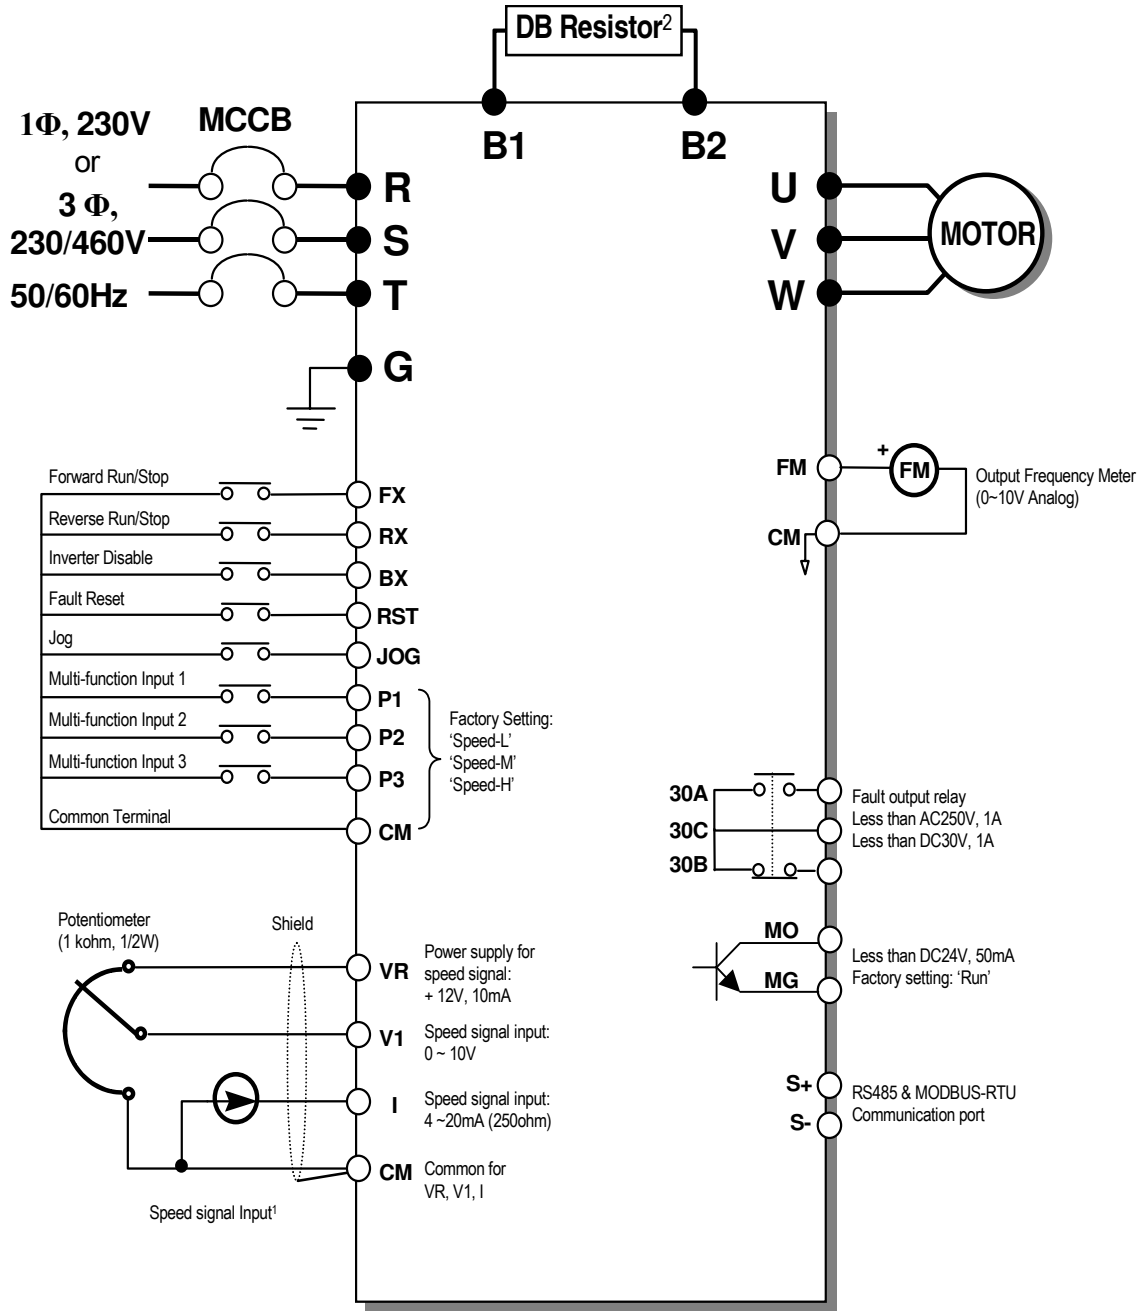 DB Resistor2
B1
B2
1Φ, 230V
or
3 Φ,
230/460V
50/60Hz
MCCB
R
S
T
G
U
V
W
MOTOR
Forward Run/Stop
FX
Reverse Run/Stop
RX
Inverter Disable
BX
Fault Reset
RST
Jog
JOG
Multi-function Input 1
P1
Multi-function Input 2
P2
Multi-function Input 3
P3
Common Terminal
CM
Factory Setting:
‘Speed-L’
‘Speed-M’
‘Speed-H’
FM
+
FM
CM
Output Frequency Meter
(0~10V Analog)
30A
30C
30B
Fault output relay
Less than AC250V, 1A
Less than DC30V, 1A
MO
MG
Less than DC24V, 50mA
Factory setting: ‘Run’
S+
S-
RS485 & MODBUS-RTU
Communication port
Potentiometer
(1 kohm, 1/2W)
Shield
VR
Power supply for
speed signal:
+ 12V, 10mA
V1
Speed signal input:
0 ~ 10V
I
Speed signal input:
4 ~20mA (250ohm)
CM
Common for
VR, V1, I
Speed signal Input1